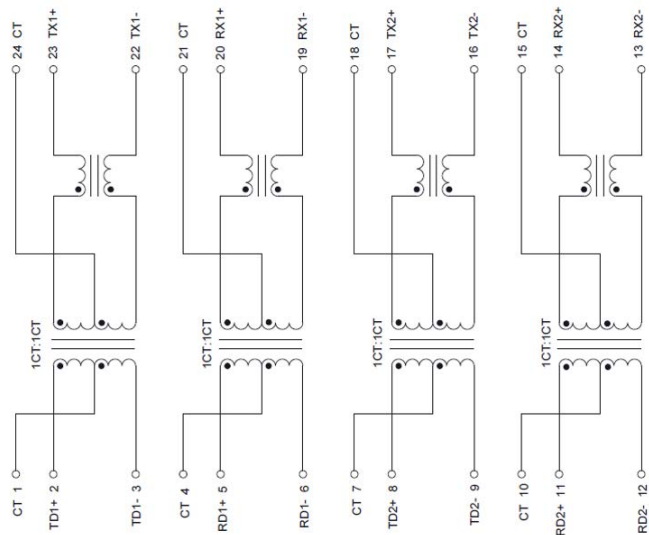 24 CT
23 TX1+
22 TX1-
21 CT
20 RX1+
19 RX1-
18 CT
17 TX2+
16 TX2-
15 CT
14 RX2+
13 RX2-
1CT:1CT
1CT:1CT
1CT:1CT
1CT:1CT
CT 1
TD1+ 2
TD1- 3
CT 4
RD1+ 5
RD1- 6
CT 7
TD2+ 8
TD2- 9
CT 10
RD2+ 11
RD2- 12